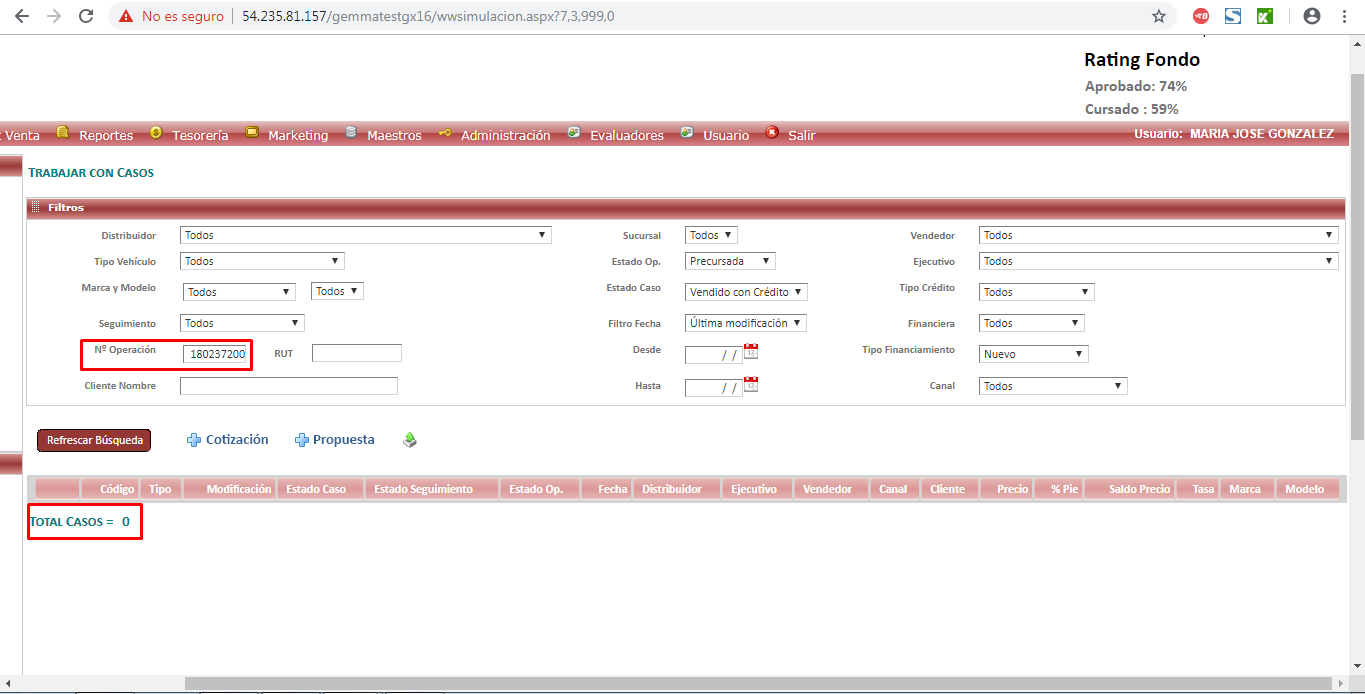 No es seguro 54.235.81.157/gemmatestgx16/wwsimulacion.aspx?7,3,999,0
Rating Fondo
Aprobado: 74%
Cursado : 59%
Venta Reportes Tesorería Marketing Maestros Administración Evaluadores Usuario Salir Usuario: MARIA JOSE GONZALEZ
TRABAJAR CON CASOS
Filtros
Distribuidor Todos Sucursal Todos Vendedor Todos
Tipo Vehículo Todos Estado Op. Precursada Ejecutivo Todos
Marca y Modelo Todos Todos Estado Caso Vendido con Crédito Tipo Crédito Todos
Seguimiento Todos Filtro Fecha Última modificación Financiera Todos
Nº Operación 180237200 RUT Desde / / Tipo Financiamiento Nuevo
Cliente Nombre Hasta / / Canal Todos
Refrescar Búsqueda Cotización Propuesta
Código Tipo Modificación Estado Caso Estado Seguimiento Estado Op. Fecha Distribuidor Ejecutivo Vendedor Canal Cliente Precio % Pie Saldo Precio Tasa Marca Modelo
TOTAL CASOS = 0